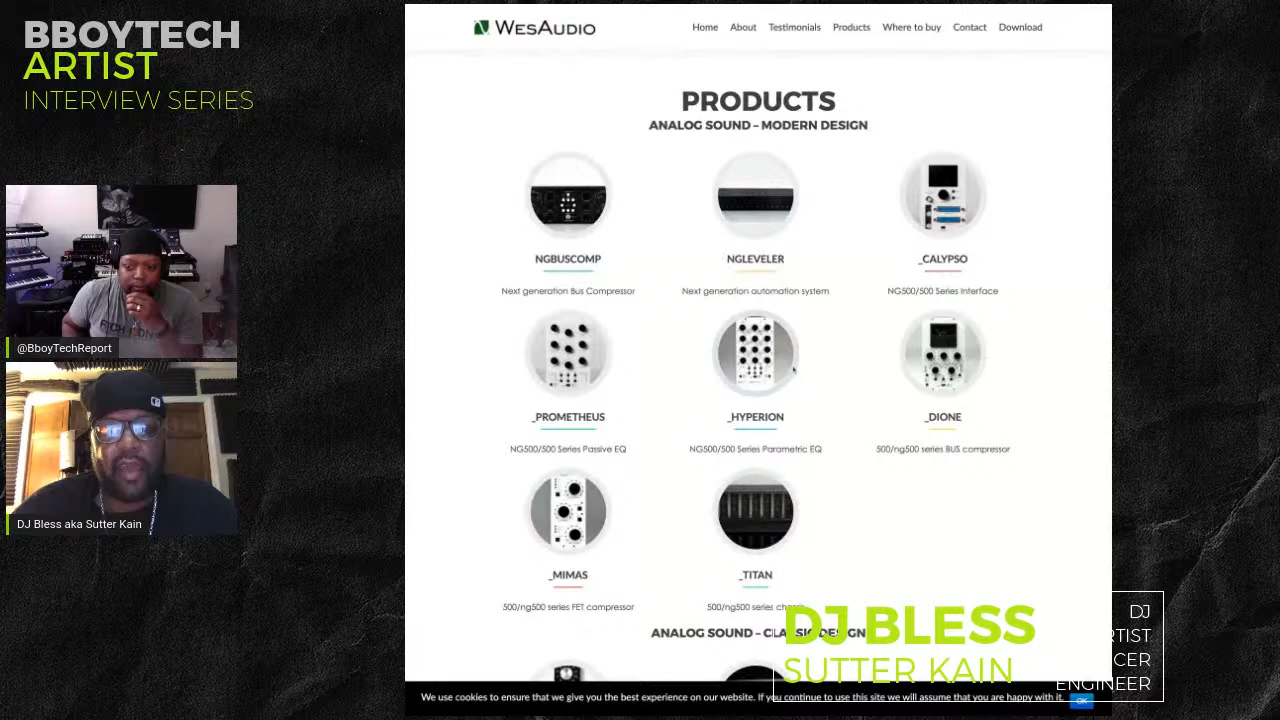 BBOYTECH
ARTIST
INTERVIEW SERIES
@BboyTechReport
DJ Bless aka Sutter Kain
WESAUDIO
Home About Testimonials Products Where to buy Contact Download
PRODUCTS
ANALOG SOUND – MODERN DESIGN
NGBUSCOMP NGLEVELER _CALYPSO
Next generation Bus Compressor Next generation automation system NG500/500 Series Interface
_PROMETHEUS _HYPERION _DIONE
NG500/500 Series Passive EQ NG500/500 Series Parametric EQ 500/ng500 series BUS compressor
_MIMAS _TITAN
500/ng500 series FET compressor 500/ng500 series
ANALOG SOUND – CLASSIC DESIGN
DJ BLESS
SUTTER KAIN
DJ
RTIST
CER
ENGINEER
We use cookies to ensure that we give you the best experience on our website. If you continue to use this site we will assume that you are happy with it. OK